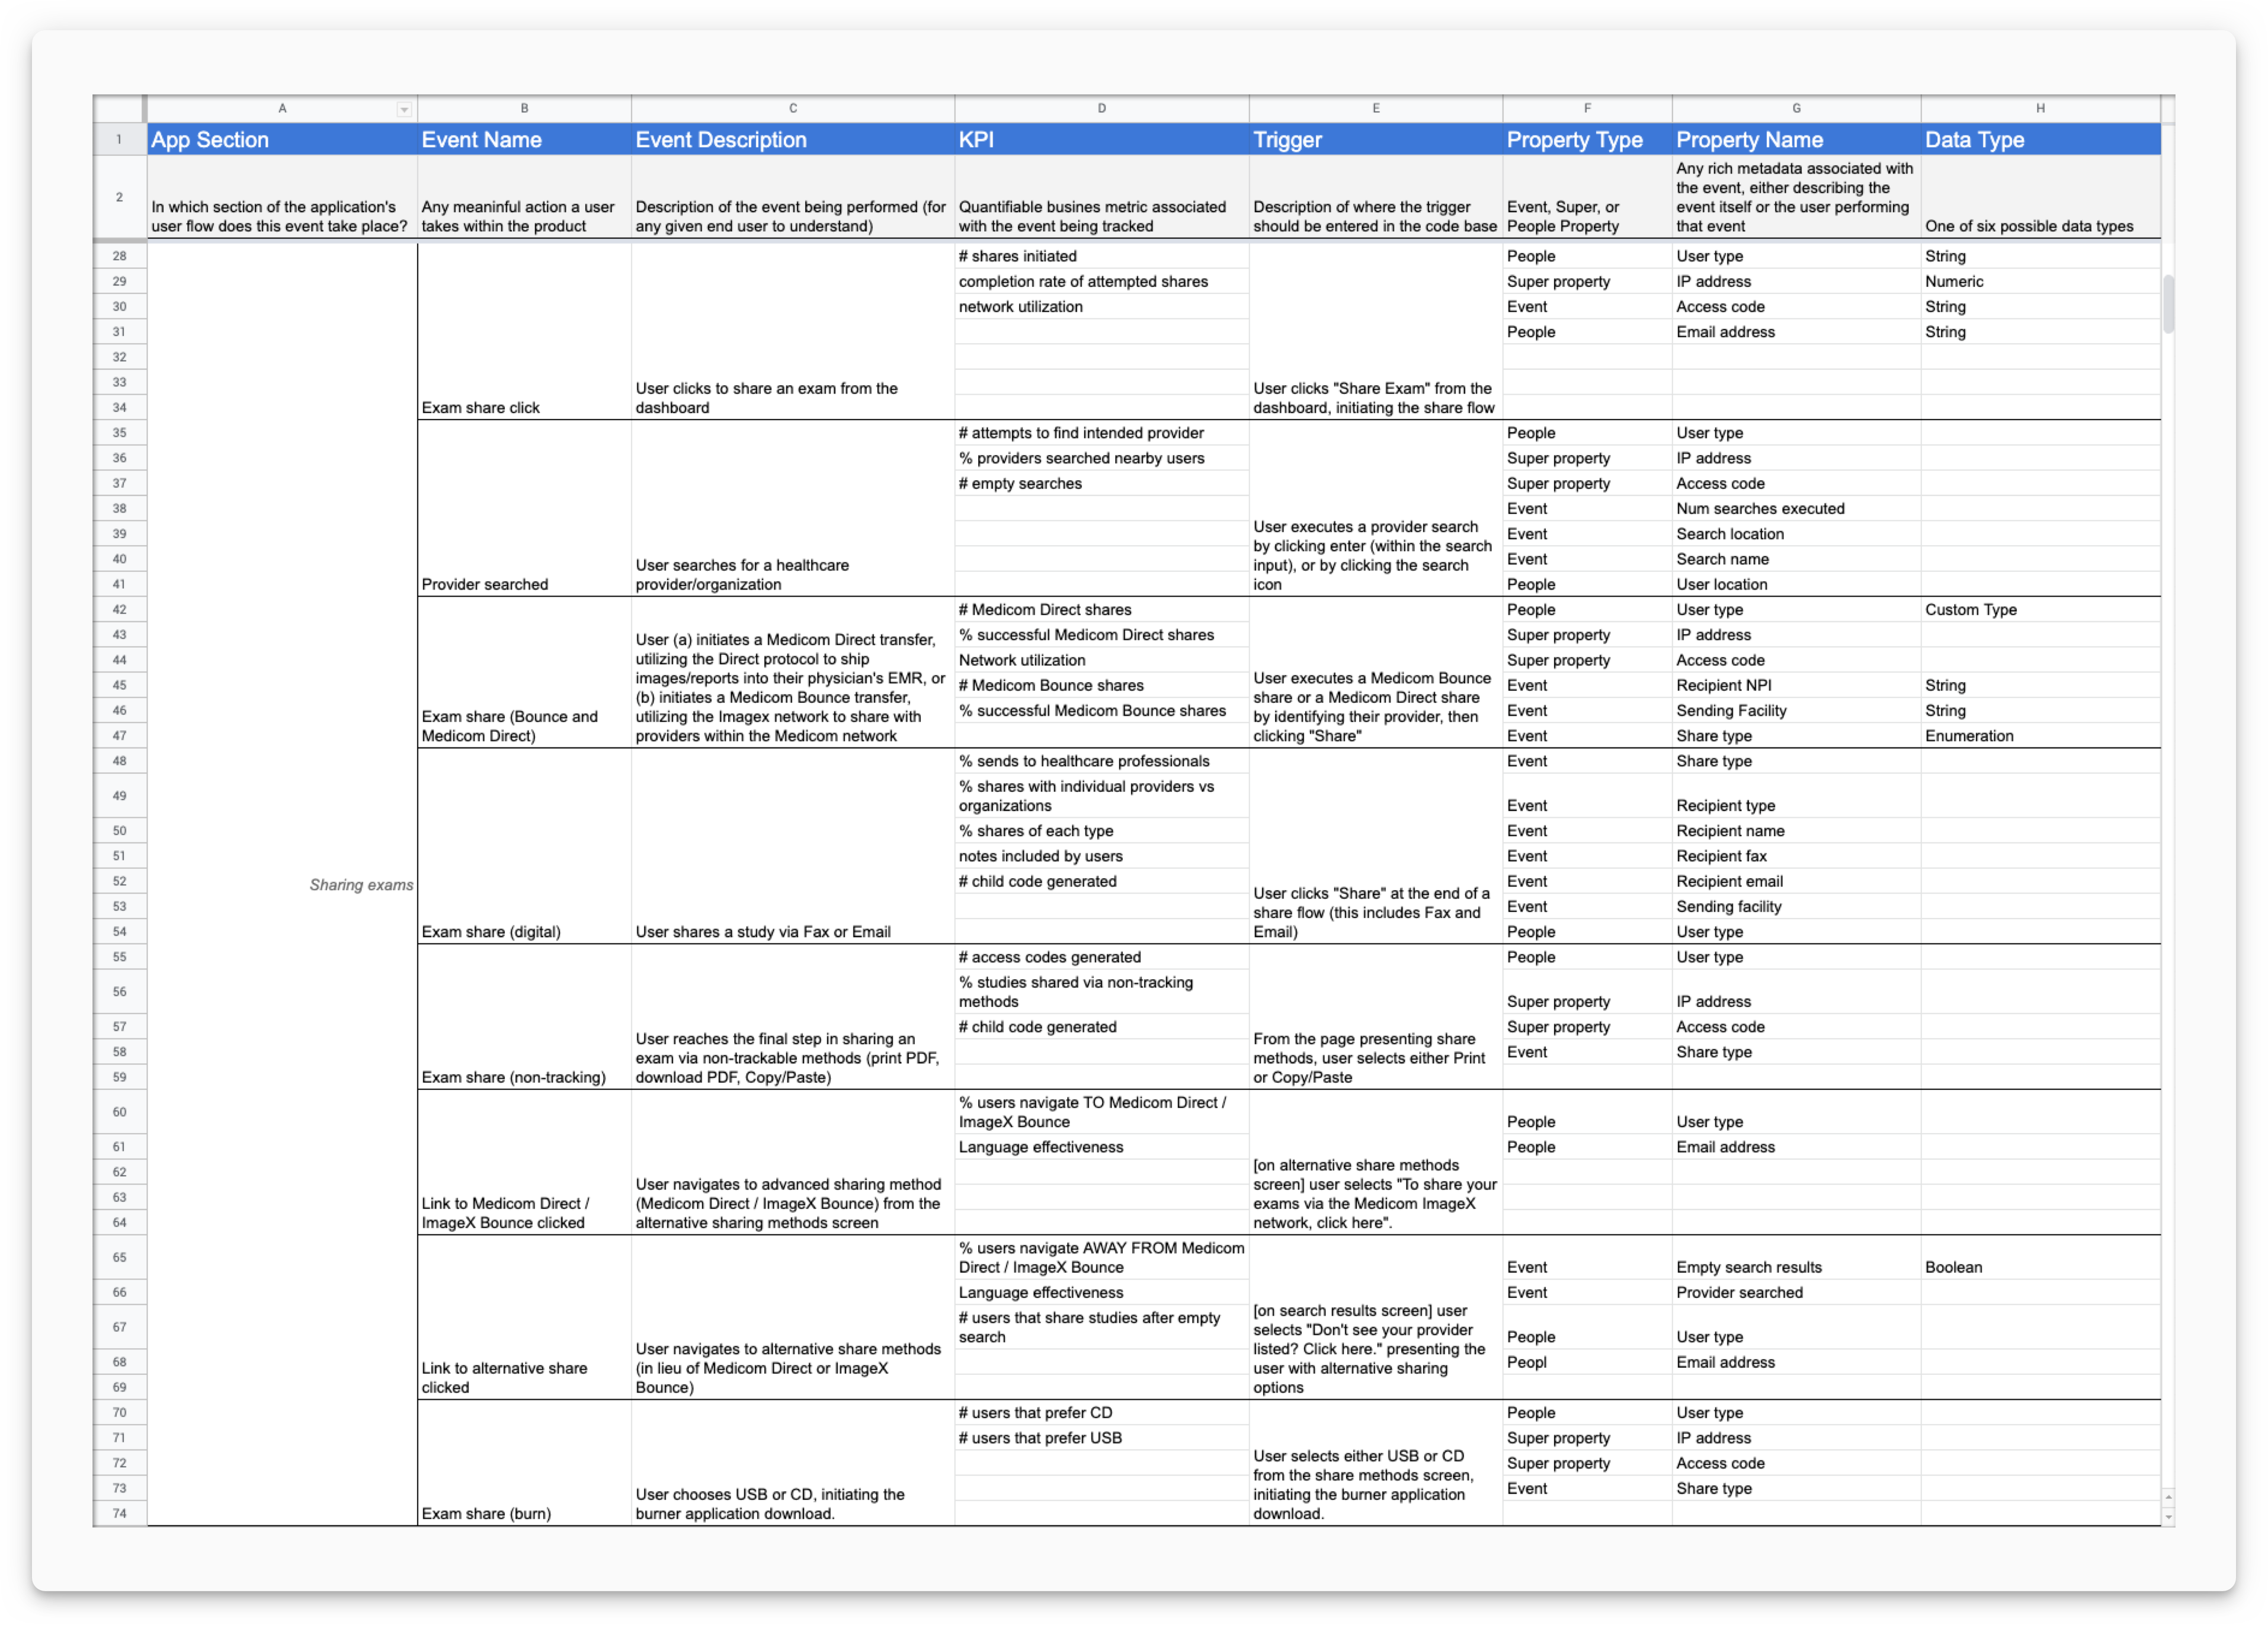 A B C D E F G H
1 App Section Event Name Event Description KPI Trigger Property Type Property Name Data Type
2 In which section of the application's user flow does this event take place? Any meaninful action a user takes within the product Description of the event being performed (for any given end user to understand) Quantifiable busines metric associated with the event being tracked Description of where the trigger should be entered in the code base Event, Super, or People Property Any rich metadata associated with the event, either describing the event itself or the user performing that event One of six possible data types
28 # shares initiated People User type String
29 completion rate of attempted shares Super property IP address Numeric
30 network utilization Event Access code String
31 People Email address String
32
33
34 Exam share click User clicks to share an exam from the dashboard User clicks "Share Exam" from the dashboard, initiating the share flow
35 # attempts to find intended provider People User type
36 % providers searched nearby users Super property IP address
37 # empty searches Super property Access code
38 Event Num searches executed
39 Event Search location
40 Event Search name
41 Provider searched User searches for a healthcare provider/organization User executes a provider search by clicking enter (within the search input), or by clicking the search icon People User location
42 # Medicom Direct shares People User type Custom Type
43 % successful Medicom Direct shares Super property IP address
44 Network utilization Super property Access code
45 # Medicom Bounce shares Event Recipient NPI String
46 % successful Medicom Bounce shares Event Sending Facility String
47 Exam share (Bounce and Medicom Direct) User (a) initiates a Medicom Direct transfer, utilizing the Direct protocol to ship images/reports into their physician's EMR, or (b) initiates a Medicom Bounce transfer, utilizing the Imagex network to share with providers within the Medicom network User executes a Medicom Bounce share or a Medicom Direct share by identifying their provider, then clicking "Share" Event Share type Enumeration
48 % sends to healthcare professionals Event Share type
49 % shares with individual providers vs organizations Event Recipient type
50 % shares of each type Event Recipient name
51 notes included by users Event Recipient fax
52 Sharing exams # child code generated Event Recipient email
53 Event Sending facility
54 Exam share (digital) User shares a study via Fax or Email User clicks "Share" at the end of a share flow (this includes Fax and Email) People User type
55 # access codes generated People User type
56 % studies shared via non-tracking methods Super property IP address
57 # child code generated Super property Access code
58 Event Share type
59 Exam share (non-tracking) User reaches the final step in sharing an exam via non-trackable methods (print PDF, download PDF, Copy/Paste) From the page presenting share methods, user selects either Print or Copy/Paste
60 % users navigate TO Medicom Direct / ImageX Bounce People User type
61 Language effectiveness People Email address
62
63
64 Link to Medicom Direct / ImageX Bounce clicked User navigates to advanced sharing method (Medicom Direct / ImageX Bounce) from the alternative sharing methods screen [on alternative share methods screen] user selects "To share your exams via the Medicom ImageX network, click here".
65 % users navigate AWAY FROM Medicom Direct / ImageX Bounce Event Empty search results Boolean
66 Language effectiveness Event Provider searched
67 # users that share studies after empty search People User type
68 Peopl Email address
69 Link to alternative share clicked User navigates to alternative share methods (in lieu of Medicom Direct or ImageX Bounce) [on search results screen] user selects "Don't see your provider listed? Click here." presenting the user with alternative sharing options
70 # users that prefer CD People User type
71 # users that prefer USB Super property IP address
72 Super property Access code
73 Event Share type
74 Exam share (burn) User chooses USB or CD, initiating the burner application download. User selects either USB or CD from the share methods screen, initiating the burner application download.